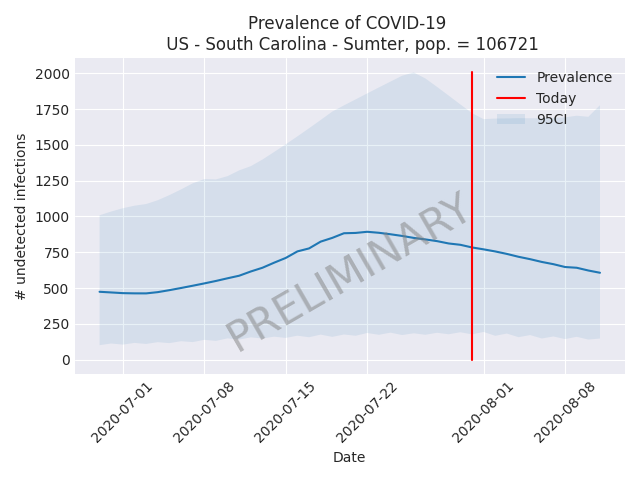 Prevalence of COVID-19
US - South Carolina - Sumter, pop. = 106721
# undetected infections
2000
1750
1500
1250
1000
750
500
250
0
Prevalence
Today
95CI
PRELIMINARY
2020-07-01
2020-07-08
2020-07-15
2020-07-22
2020-08-01
2020-08-08
Date